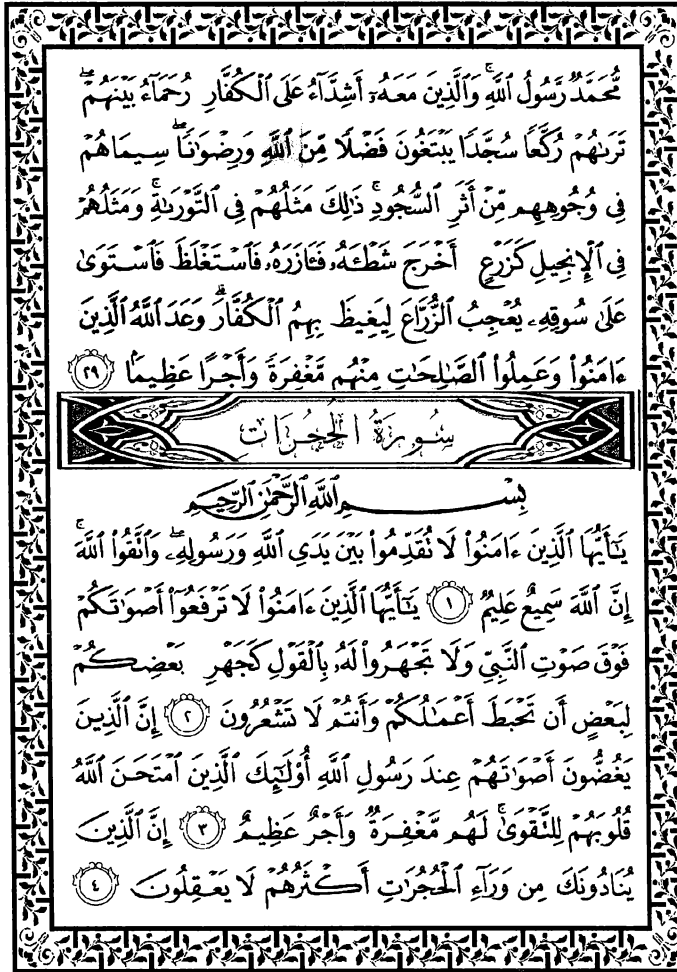 مُّحَمَّدٌ رَّسُولُ ٱللَّهِ ۚ وَٱلَّذِينَ مَعَهُۥٓ أَشِدَّآءُ عَلَى ٱلْكُفَّارِ رُحَمَآءُ بَيْنَهُمْ ۖ
تَرَىٰهُمْ رُكَّعًا سُجَّدًا يَبْتَغُونَ فَضْلًا مِّنَ ٱللَّهِ وَرِضْوَٰنًا ۖ سِيمَاهُمْ
فِى وُجُوهِهِم مِّنْ أَثَرِ ٱلسُّجُودِ ۚ ذَٰلِكَ مَثَلُهُمْ فِى ٱلتَّوْرَىٰةِ ۚ وَمَثَلُهُمْ
فِى ٱلْإِنجِيلِ كَزَرْعٍ أَخْرَجَ شَطْـَٔهُۥ فَـَٔازَرَهُۥ فَٱسْتَغْلَظَ فَٱسْتَوَىٰ
عَلَىٰ سُوقِهِۦ يُعْجِبُ ٱلزُّرَّاعَ لِيَغِيظَ بِهِمُ ٱلْكُفَّارَ ۗ وَعَدَ ٱللَّهُ ٱلَّذِينَ
ءَامَنُوا۟ وَعَمِلُوا۟ ٱلصَّٰلِحَٰتِ مِنْهُم مَّغْفِرَةً وَأَجْرًا عَظِيمًۢا ٢٩
سُورَةُ الْحُجُرَاتِ
بِسْمِ ٱللَّهِ ٱلرَّحْمَٰنِ ٱلرَّحِيمِ
يَٰٓأَيُّهَا ٱلَّذِينَ ءَامَنُوا۟ لَا تُقَدِّمُوا۟ بَيْنَ يَدَىِ ٱللَّهِ وَرَسُولِهِۦ ۖ وَٱتَّقُوا۟ ٱللَّهَ ۚ
إِنَّ ٱللَّهَ سَمِيعٌ عَلِيمٌ ١ يَٰٓأَيُّهَا ٱلَّذِينَ ءَامَنُوا۟ لَا تَرْفَعُوٓا۟ أَصْوَٰتَكُمْ
فَوْقَ صَوْتِ ٱلنَّبِىِّ وَلَا تَجْهَرُوا۟ لَهُۥ بِٱلْقَوْلِ كَجَهْرِ بَعْضِكُمْ
لِبَعْضٍ أَن تَحْبَطَ أَعْمَٰلُكُمْ وَأَنتُمْ لَا تَشْعُرُونَ ٢ إِنَّ ٱلَّذِينَ
يَغُضُّونَ أَصْوَٰتَهُمْ عِندَ رَسُولِ ٱللَّهِ أُو۟لَٰٓئِكَ ٱلَّذِينَ ٱمْتَحَنَ ٱللَّهُ
قُلُوبَهُمْ لِلتَّقْوَىٰ ۚ لَهُم مَّغْفِرَةٌ وَأَجْرٌ عَظِيمٌ ٣ إِنَّ ٱلَّذِينَ
يُنَادُونَكَ مِن وَرَآءِ ٱلْحُجُرَٰتِ أَكْثَرُهُمْ لَا يَعْقِلُونَ ٤